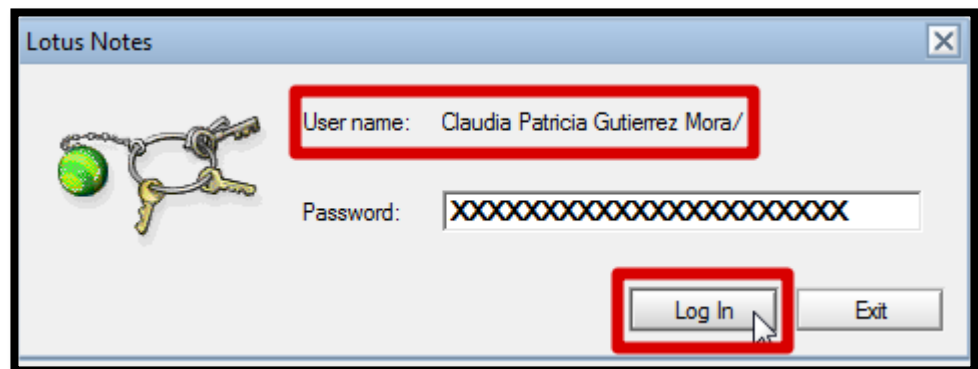 Lotus Notes
User name: Claudia Patricia Gutierrez Mora/
Password: XXXXXXXXXXXXXXXXXXXXXX
Log In Exit